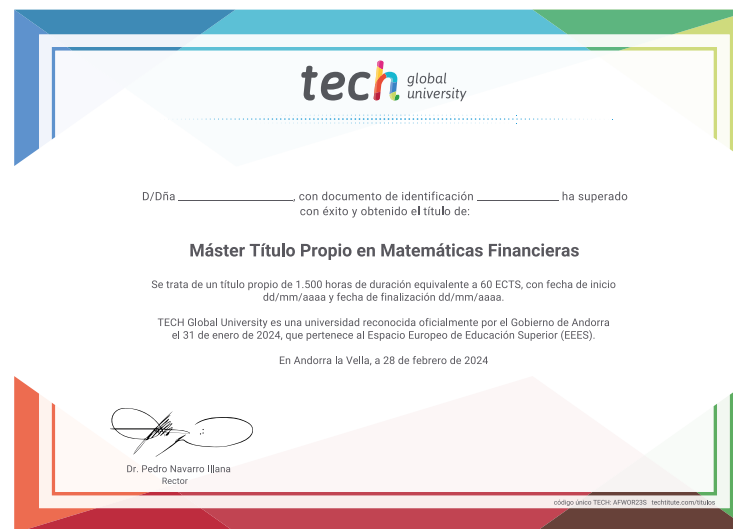 tech global
university
D/Dña ____________________, con documento de identificación ______________ ha superado
con éxito y obtenido el título de:
Máster Título Propio en Matemáticas Financieras
Se trata de un título propio de 1.500 horas de duración equivalente a 60 ECTS, con fecha de inicio
dd/mm/aaaa y fecha de finalización dd/mm/aaaa.
TECH Global University es una universidad reconocida oficialmente por el Gobierno de Andorra
el 31 de enero de 2024, que pertenece al Espacio Europeo de Educación Superior (EEES).
En Andorra la Vella, a 28 de febrero de 2024
Dr. Pedro Navarro Illana
Rector
código único TECH: AFWOR23S techtitute.com/titulos